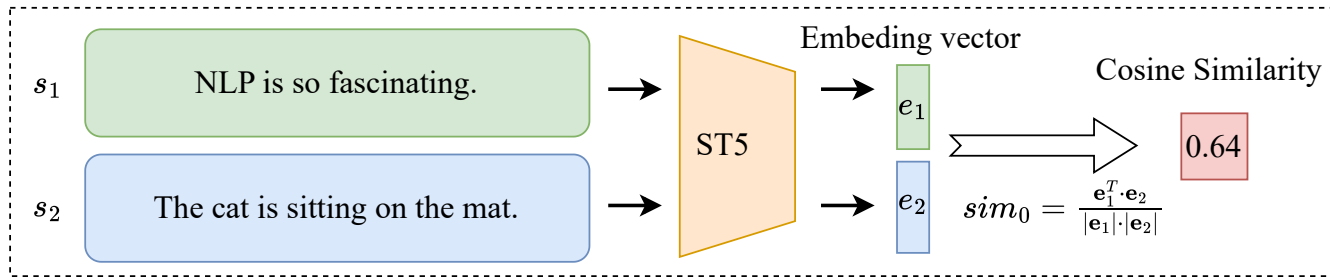 s₁
NLP is so fascinating.
s₂
The cat is sitting on the mat.
ST5
Embeding vector
e₁
e₂
sim₀ = e₁ᵀ·e₂ / |e₁|·|e₂|
Cosine Similarity
0.64